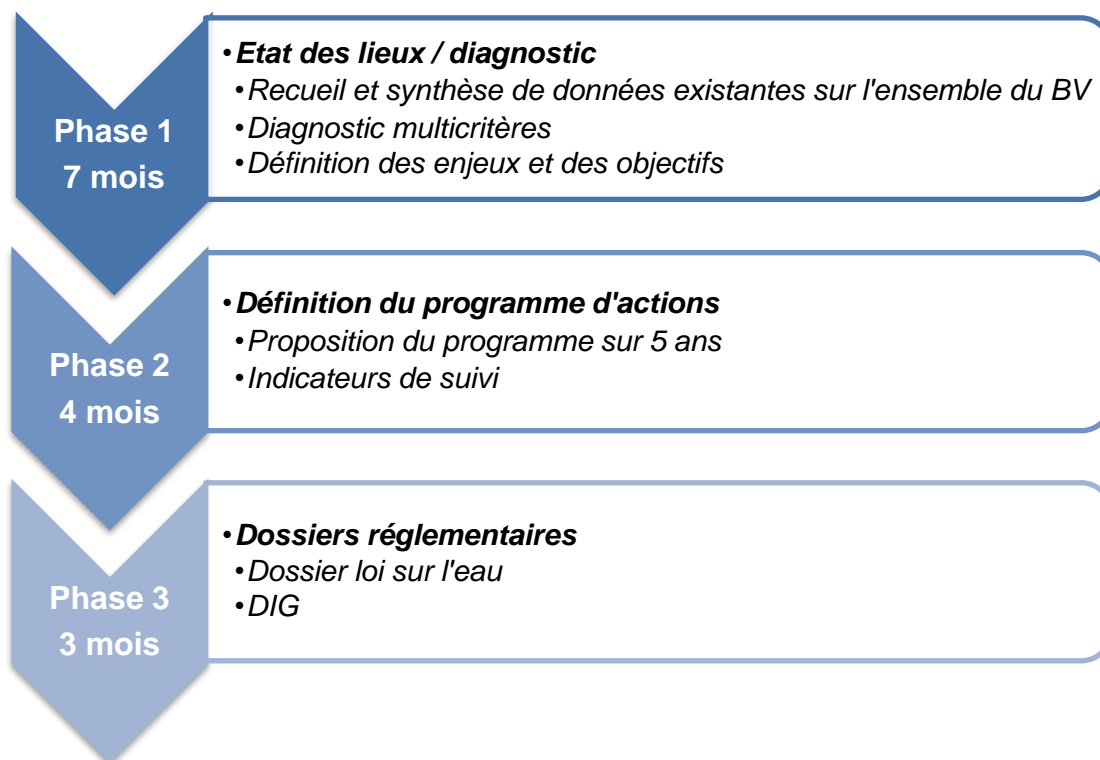 Phase 1
7 mois
•Etat des lieux / diagnostic
•Recueil et synthèse de données existantes sur l'ensemble du BV
•Diagnostic multicritères
•Définition des enjeux et des objectifs
Phase 2
4 mois
•Définition du programme d'actions
•Proposition du programme sur 5 ans
•Indicateurs de suivi
Phase 3
3 mois
•Dossiers réglementaires
•Dossier loi sur l'eau
•DIG